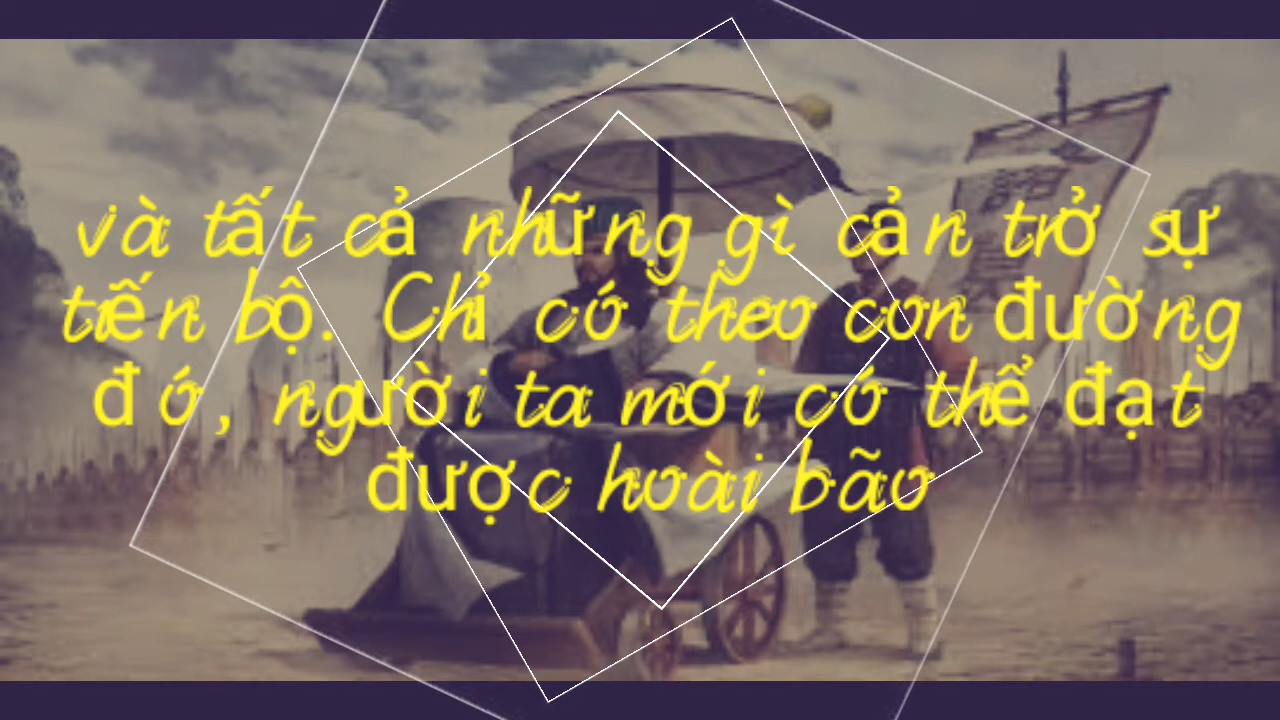 và tất cả những gì cản trở sự
tiến bộ. Chỉ có theo con đường
đó, người ta mới có thể đạt
được hoài bão